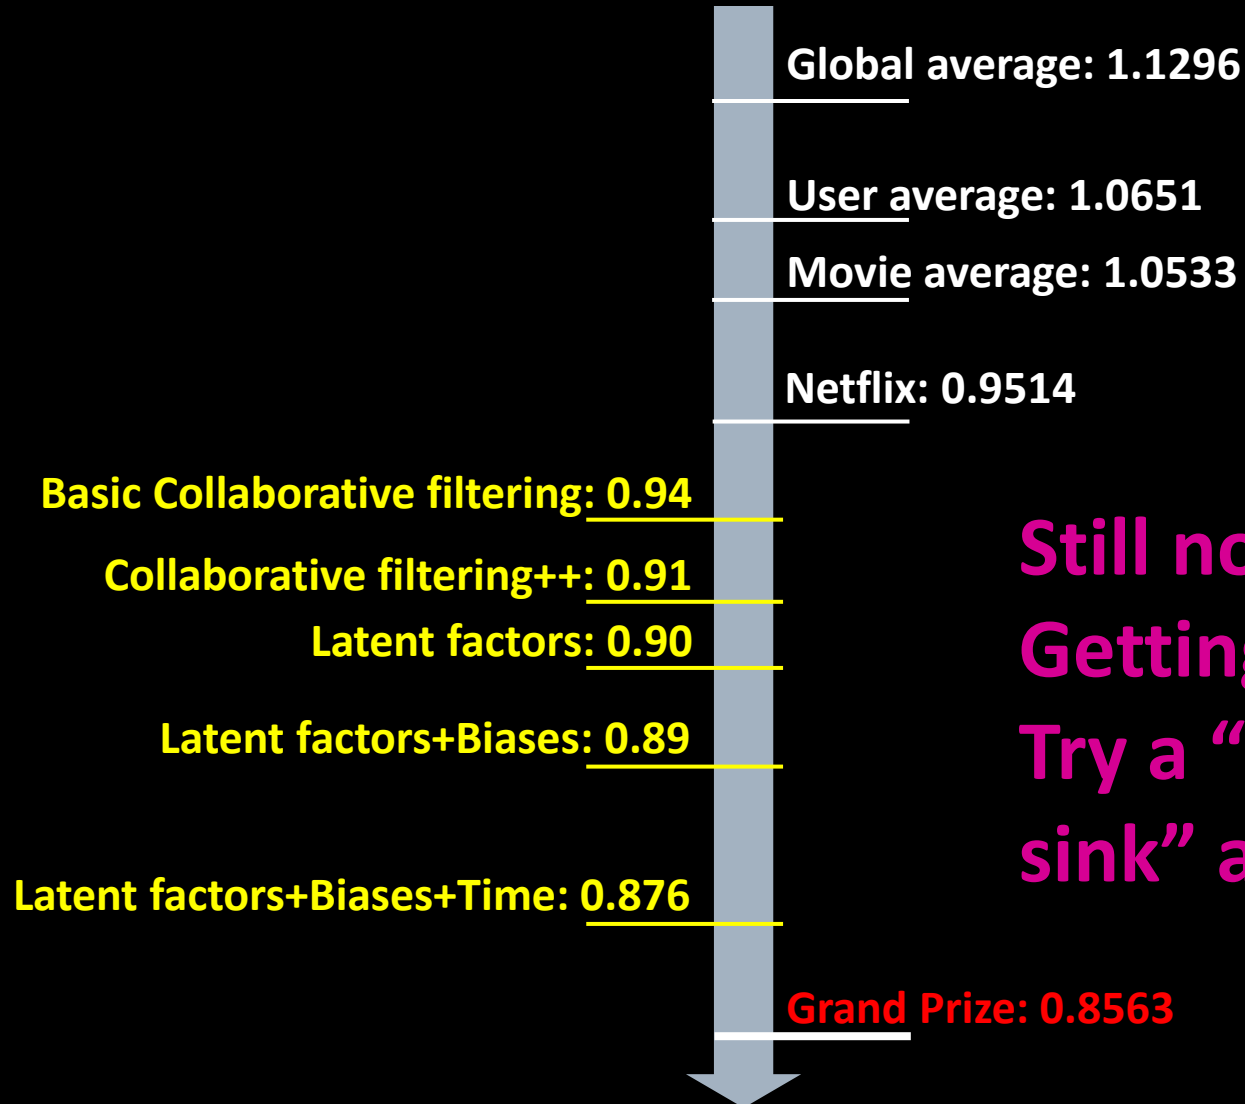 Global average: 1.1296
User average: 1.0651
Movie average: 1.0533
Netflix: 0.9514
Basic Collaborative filtering: 0.94
Collaborative filtering++: 0.91
Latent factors: 0.90
Latent factors+Biases: 0.89
Latent factors+Biases+Time: 0.876
Grand Prize: 0.8563
Still
Getting
Try a “
sink”